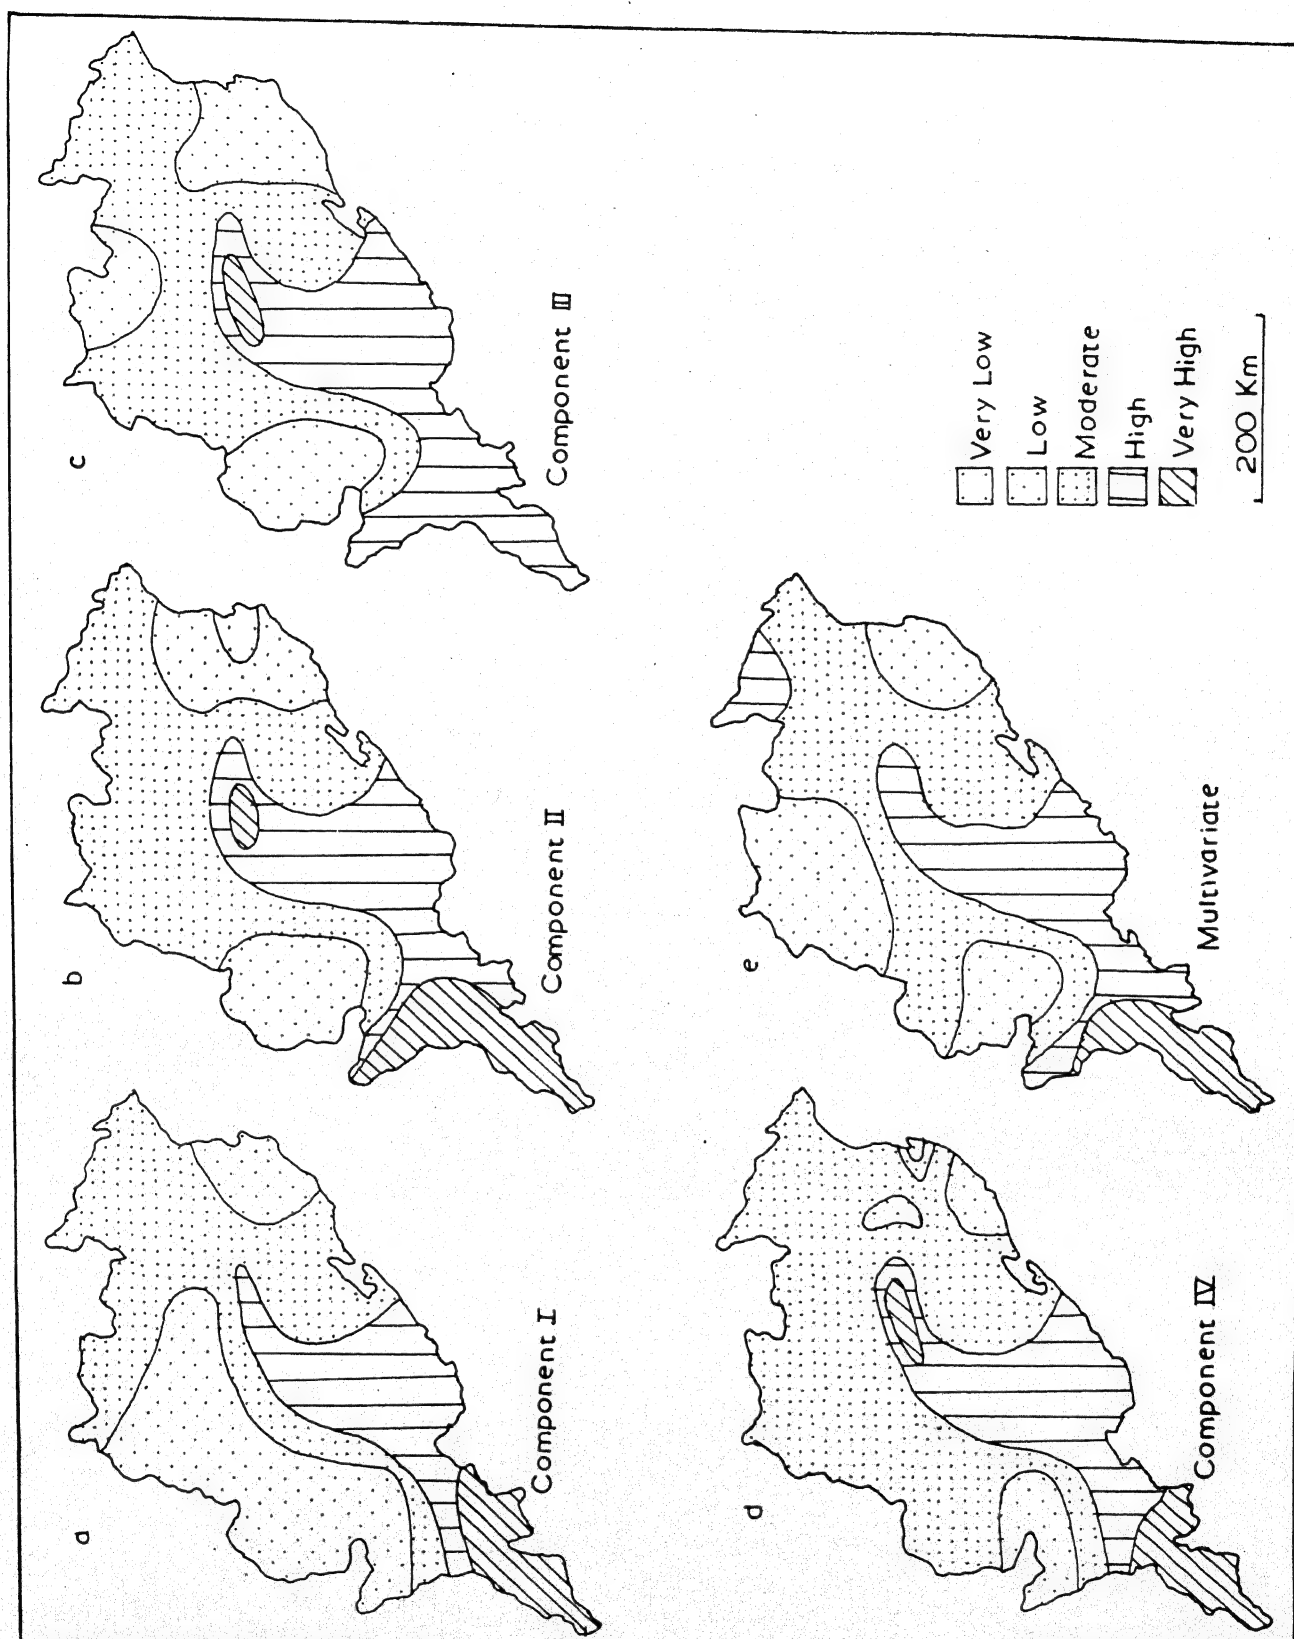 a
Component I
b
Component II
c
Component III
d
Component IV
e
Multivariate
Very Low
Low
Moderate
High
Very High
200 Km